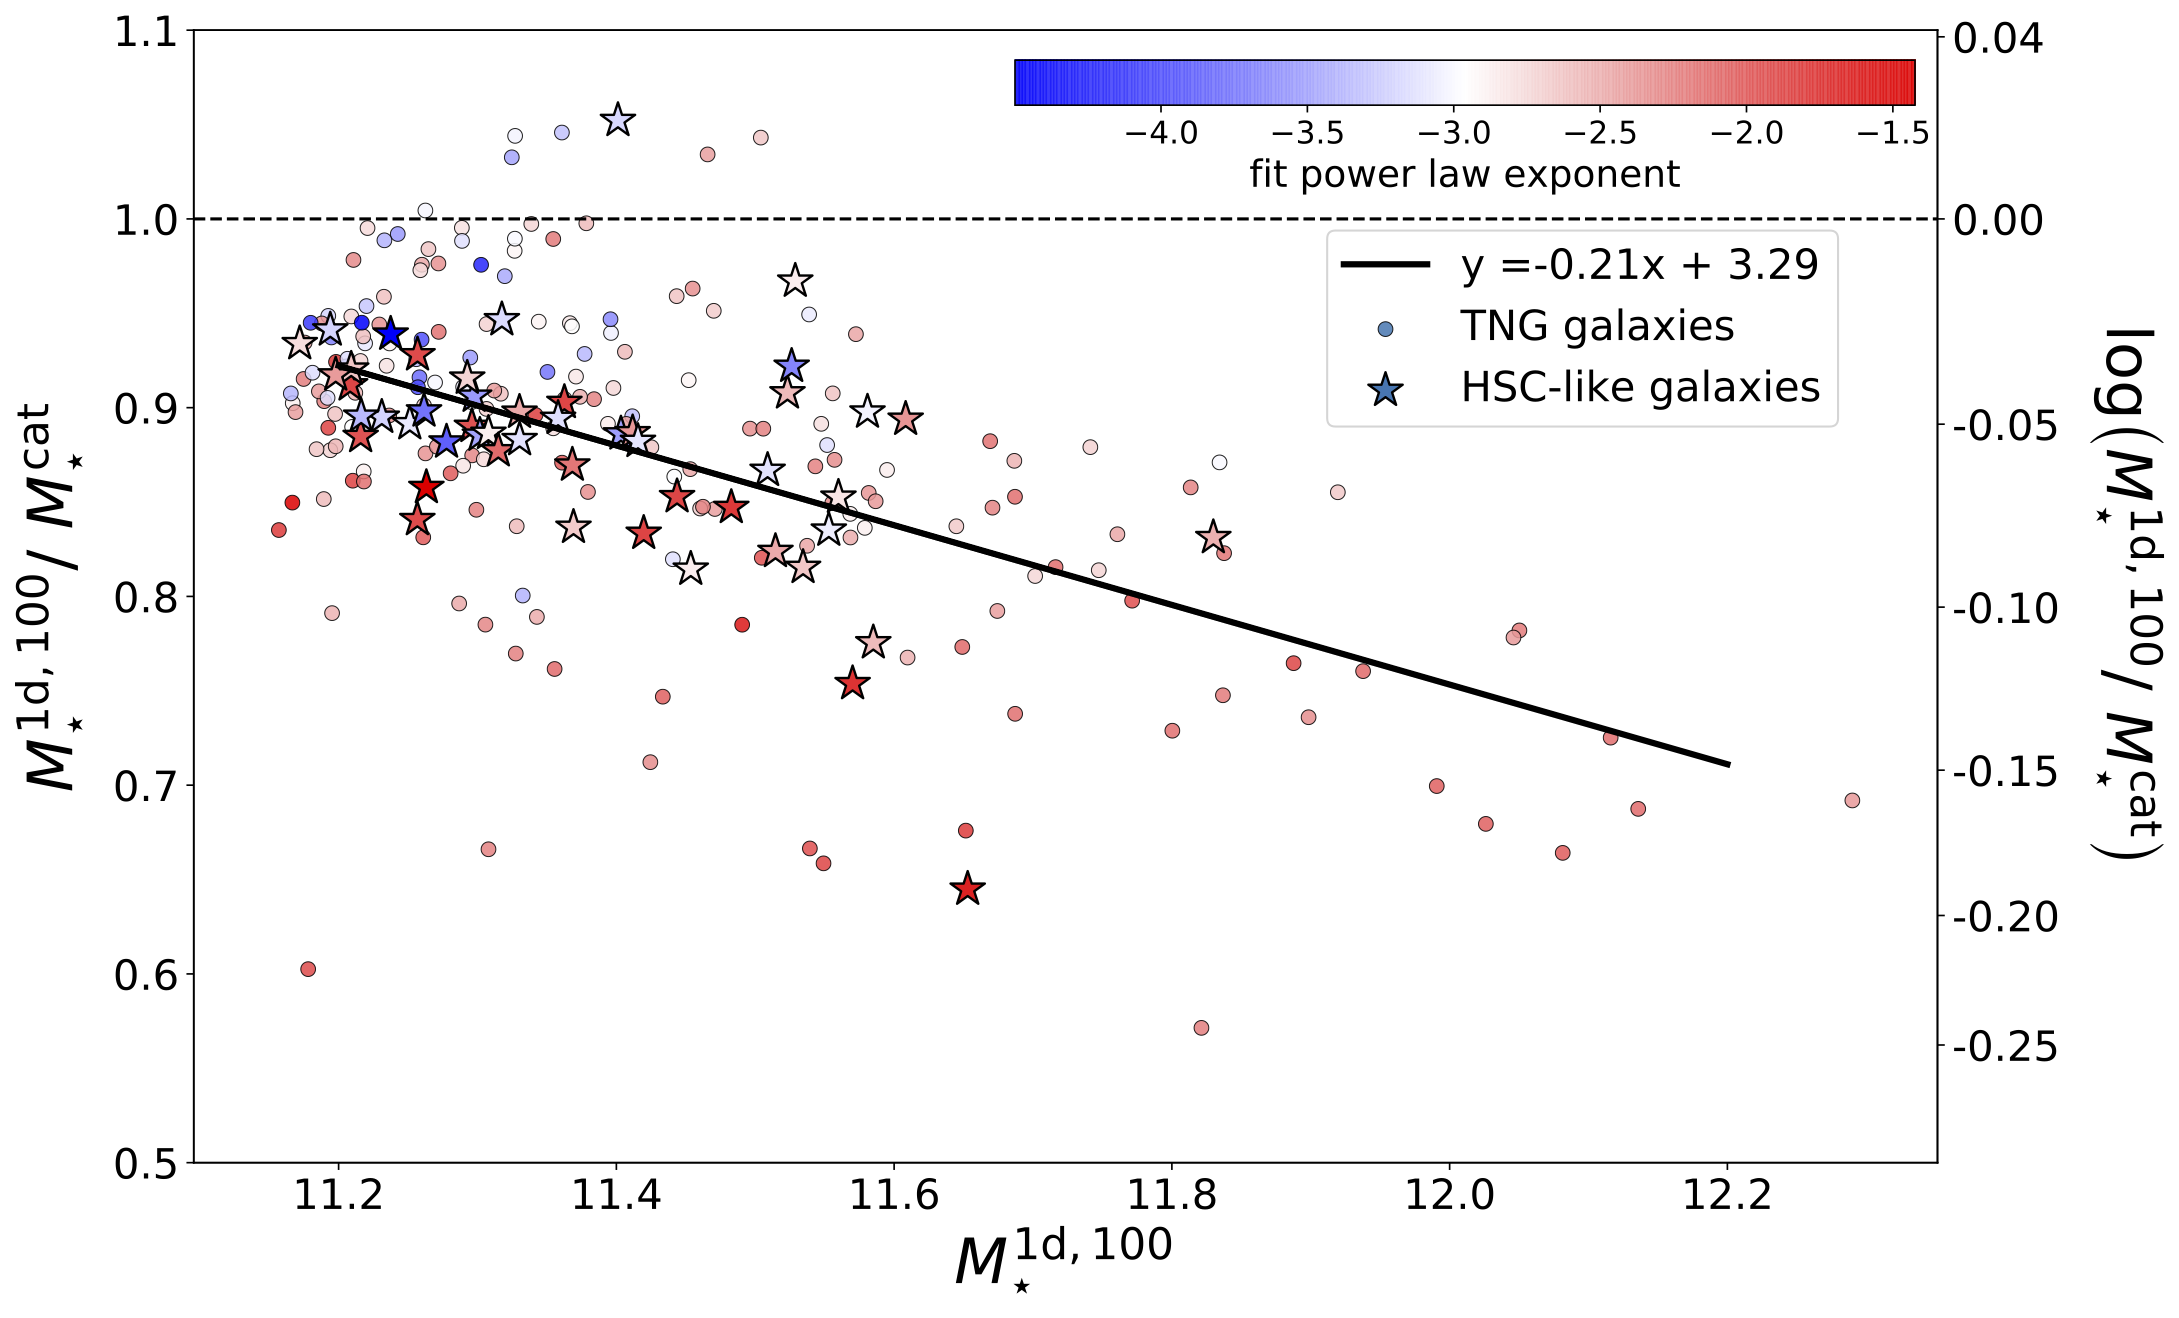 1.1
1.0
0.9
0.8
0.7
0.6
0.5
M⋆^1d, 100 / M⋆^cat
−4.0 −3.5 −3.0 −2.5 −2.0 −1.5
fit power law exponent
y =-0.21x + 3.29
TNG galaxies
HSC-like galaxies
0.04
0.00
-0.05
-0.10
-0.15
-0.20
-0.25
log(M⋆^1d, 100 / M⋆^cat)
11.2 11.4 11.6 11.8 12.0 12.2
M⋆^1d, 100